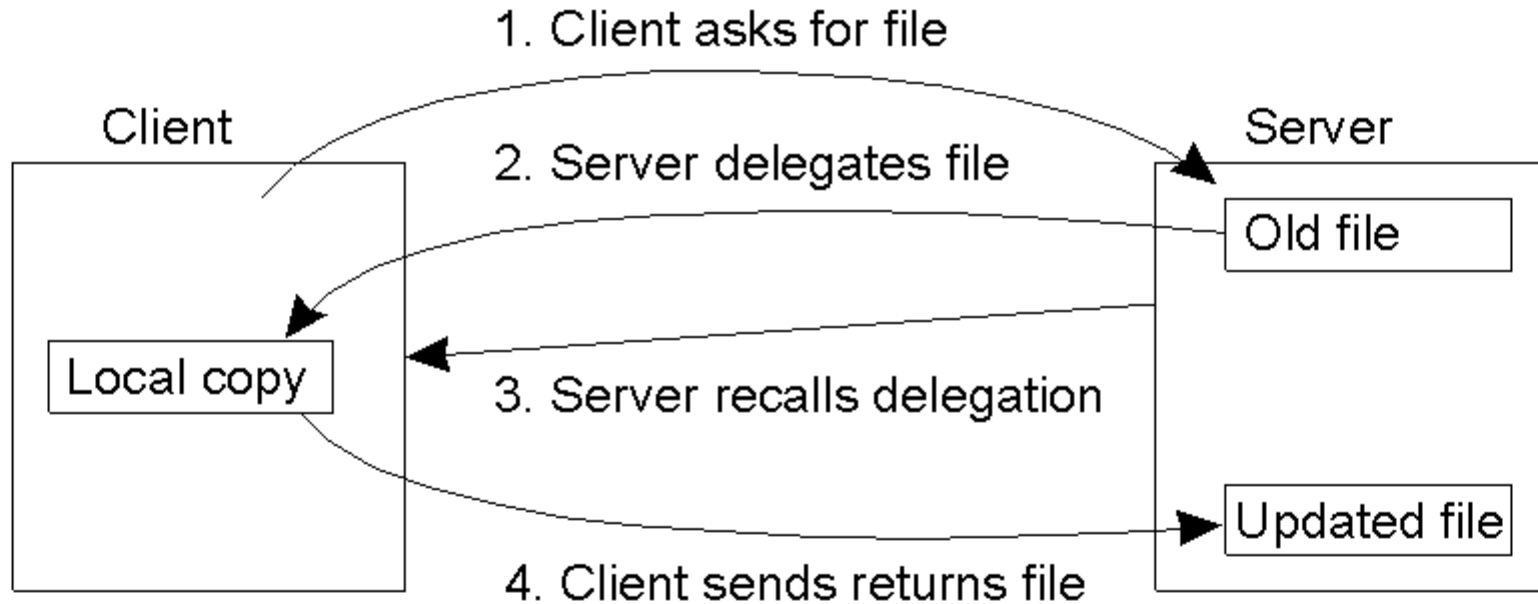 1. Client asks for file
Client
Server
2. Server delegates file
Old file
Local copy
3. Server recalls delegation
Updated file
4. Client sends returns file